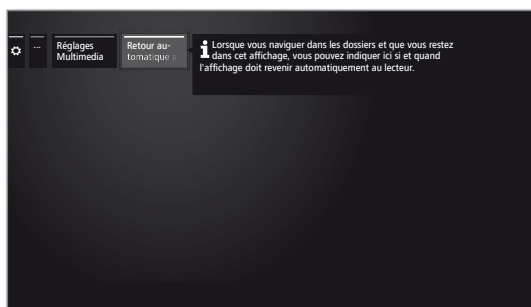 ...
Réglages
Multimedia
Retour au-
tomatique a
Lorsque vous naviguer dans les dossiers et que vous restez
dans cet affichage, vous pouvez indiquer ici si et quand
l'affichage doit revenir automatiquement au lecteur.